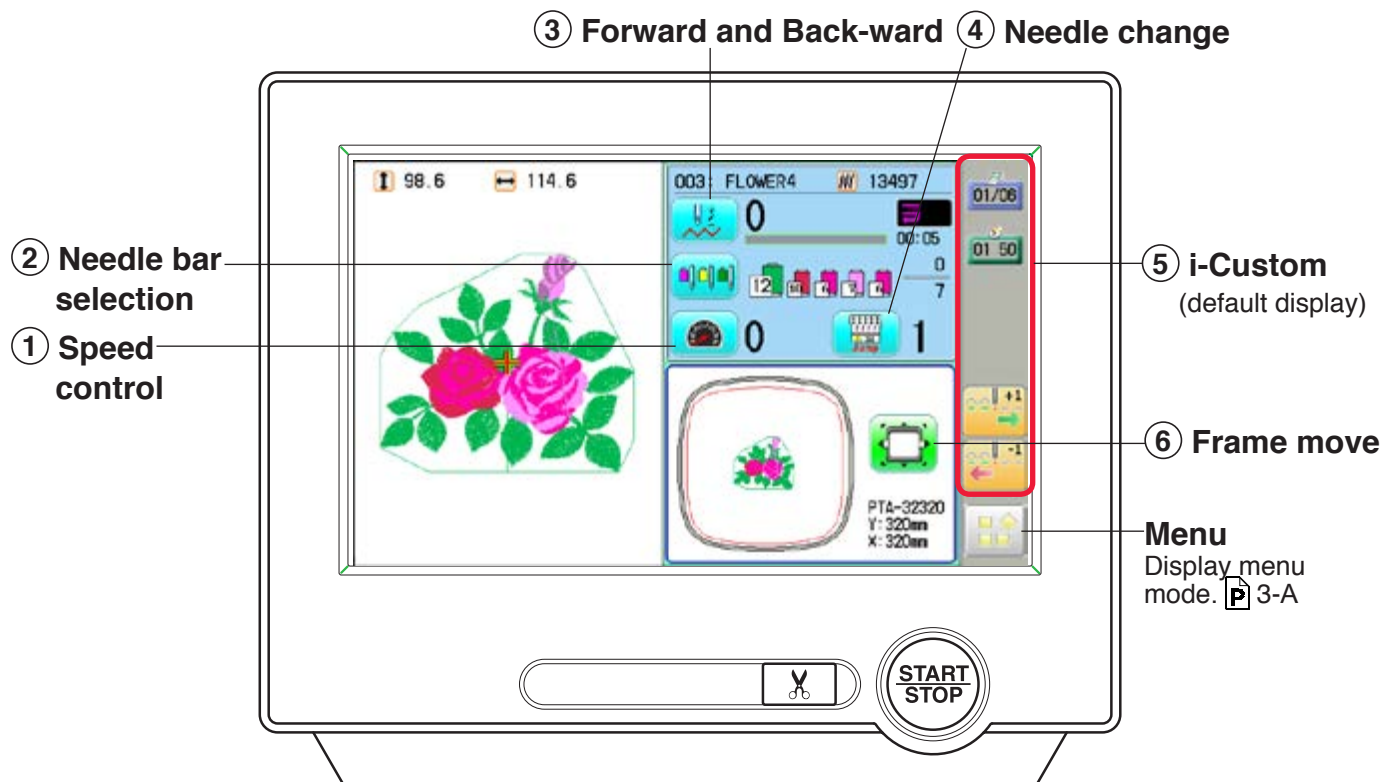 ③ Forward and Back-ward ④ Needle change
98.6 114.6
003: FLOWER4 13497
01/06
0
00:05
01 50
② Needle bar
selection
12
0
7
⑤ i-Custom
(default display)
① Speed
control
0 1
+1
-1
⑥ Frame move
PTA-32320
Y:320mm
X:320mm
Menu
Display menu
mode. P 3-A
START
STOP